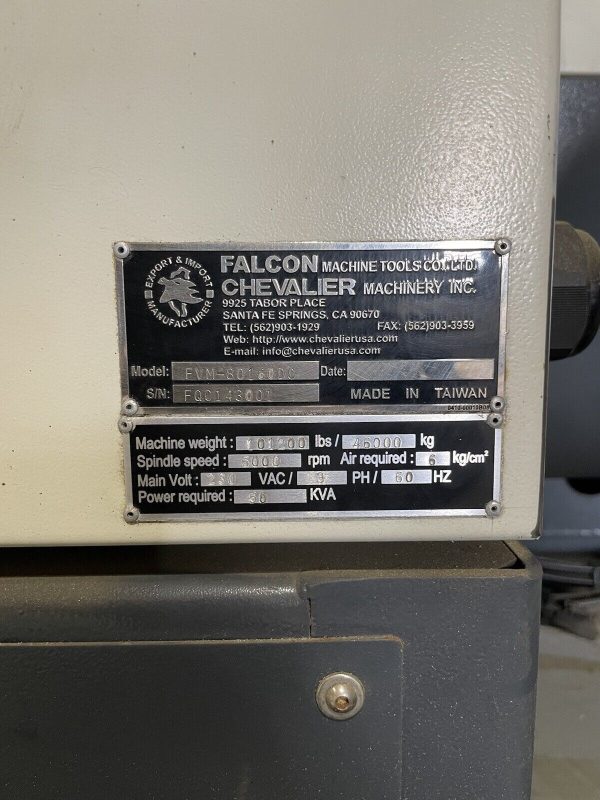 EXPORT & IMPORT
MANUFACTURER
FALCON MACHINE TOOLS CO., LTD.
CHEVALIER MACHINERY INC.
9925 TABOR PLACE
SANTA FE SPRINGS, CA 90670
TEL: (562)903-1929 FAX: (562)903-3959
Web: http://www.chevalierusa.com
E-mail: info@chevalierusa.com
Model: Date:
S/N: MADE IN TAIWAN
Machine weight : lbs / 46000 kg
Spindle speed : rpm Air required : 6 kg/cm²
Main Volt : VAC / PH / 60 HZ
Power required : KVA